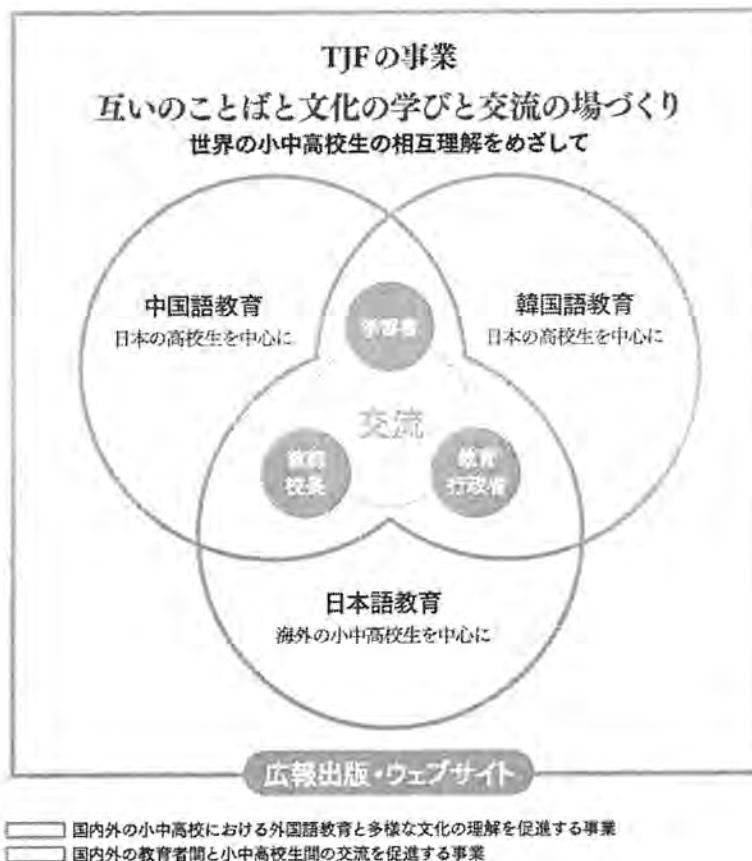 TJFの事業
互いのことばと文化の学びと交流の場づくり
世界の小中高校生の相互理解をめざして
中国語教育
日本の高校生を中心に
韓国語教育
日本の高校生を中心に
学習者
交流
教師
校長
教育
行政者
日本語教育
海外の小中高校生を中心に
広報出版・ウェブサイト
国内外の小中高校における外国語教育と多様な文化の理解を促進する事業
国内外の教育者間と小中高校生間の交流を促進する事業